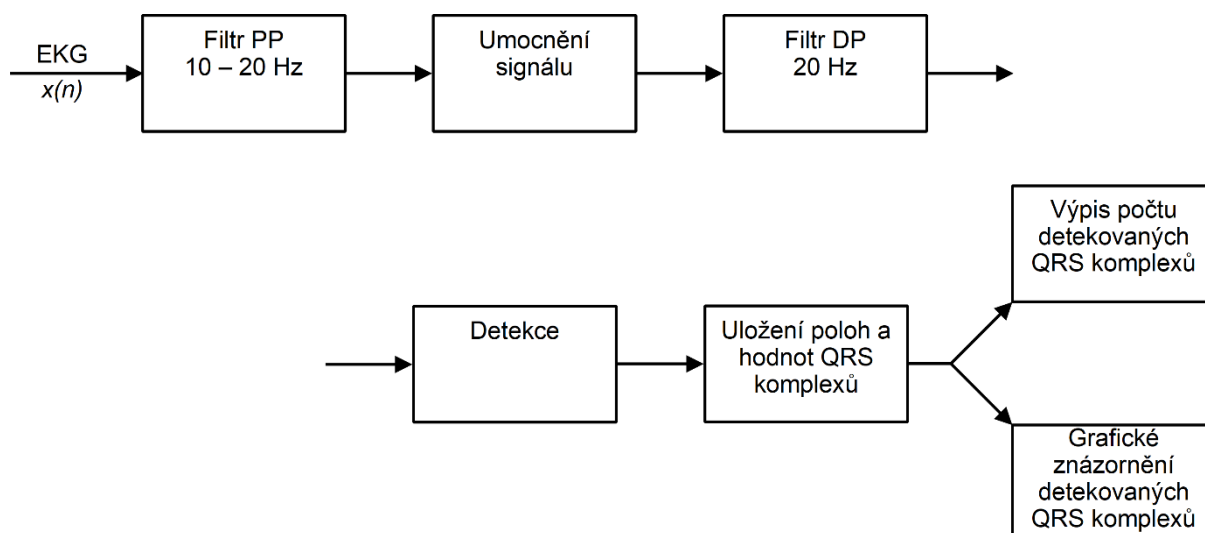 EKG
x(n)
Filtr PP
10 – 20 Hz
Umocnění
signálu
Filtr DP
20 Hz
Výpis počtu
detekovaných
QRS komplexů
Detekce
Uložení poloh a
hodnot QRS
komplexů
Grafické
znázornění
detekovaných
QRS komplexů